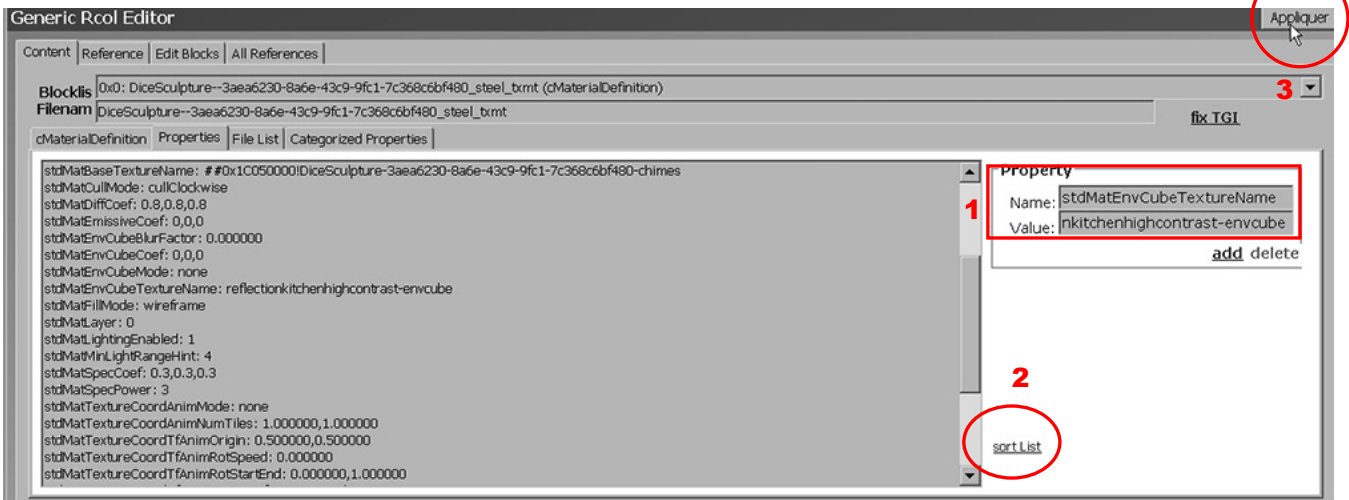 Generic Rcol Editor
Appliquer
Content Reference Edit Blocks All References
Blocklis 0x0: DiceSculpture--3aea6230-8a6e-43c9-9fc1-7c368c6bf480_steel_txmt (cMaterialDefinition)
3
Filenam DiceSculpture--3aea6230-8a6e-43c9-9fc1-7c368c6bf480_steel_txmt
fix TGI
cMaterialDefinition Properties File List Categorized Properties
stdMatBaseTextureName: ##0x1C050000!DiceSculpture-3aea6230-8a6e-43c9-9fc1-7c368c6bf480-chimes
stdMatCullMode: cullClockwise
stdMatDiffCoef: 0.8,0.8,0.8
stdMatEmissiveCoef: 0,0,0
stdMatEnvCubeBlurFactor: 0.000000
stdMatEnvCubeCoef: 0,0,0
stdMatEnvCubeMode: none
stdMatEnvCubeTextureName: reflectionkitchenhighcontrast-envcube
stdMatFillMode: wireframe
stdMatLayer: 0
stdMatLightingEnabled: 1
stdMatMinLightRangeHint: 4
stdMatSpecCoef: 0.3,0.3,0.3
stdMatSpecPower: 3
stdMatTextureCoordAnimMode: none
stdMatTextureCoordAnimNumTiles: 1.000000,1.000000
stdMatTextureCoordTfAnimOrigin: 0.500000,0.500000
stdMatTextureCoordTfAnimRotSpeed: 0.000000
stdMatTextureCoordTfAnimRotStartEnd: 0.000000,1.000000
Property
1
Name: stdMatEnvCubeTextureName
Value: nkitchenhighcontrast-envcube
add delete
2
sort List